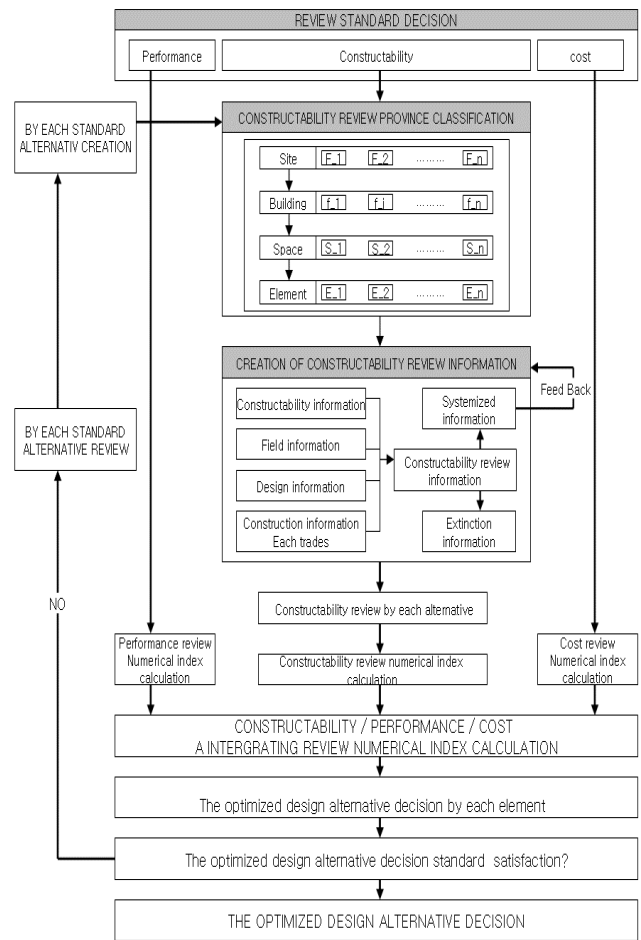 REVIEW STANDARD DECISION
Performance
Constructability
cost
BY EACH STANDARD
ALTERNATIV CREATION
CONSTRUCTABILITY REVIEW PROVINCE CLASSIFICATION
Site F_1 F_2 ......... F_n
Building f_1 f_i ......... f_n
Space S_1 S_2 ......... S_n
Element E_1 E_2 ......... E_n
CREATION OF CONSTRUCTABILITY REVIEW INFORMATION
Feed Back
Constructability information
Field information
Design information
Construction information
Each trades
Systemized
information
Constructability review
information
Extinction
information
BY EACH STANDARD
ALTERNATIVE REVIEW
NO
Constructability review by each alternative
Performance review
Numerical index
calculation
Constructability review numerical index
calculation
Cost review
Numerical index
calculation
CONSTRUCTABILITY / PERFORMANCE / COST
A INTERGRATING REVIEW NUMERICAL INDEX CALCULATION
The optimized design alternative decision by each element
The optimized design alternative decision standard satisfaction?
THE OPTIMIZED DESIGN ALTERNATIVE DECISION